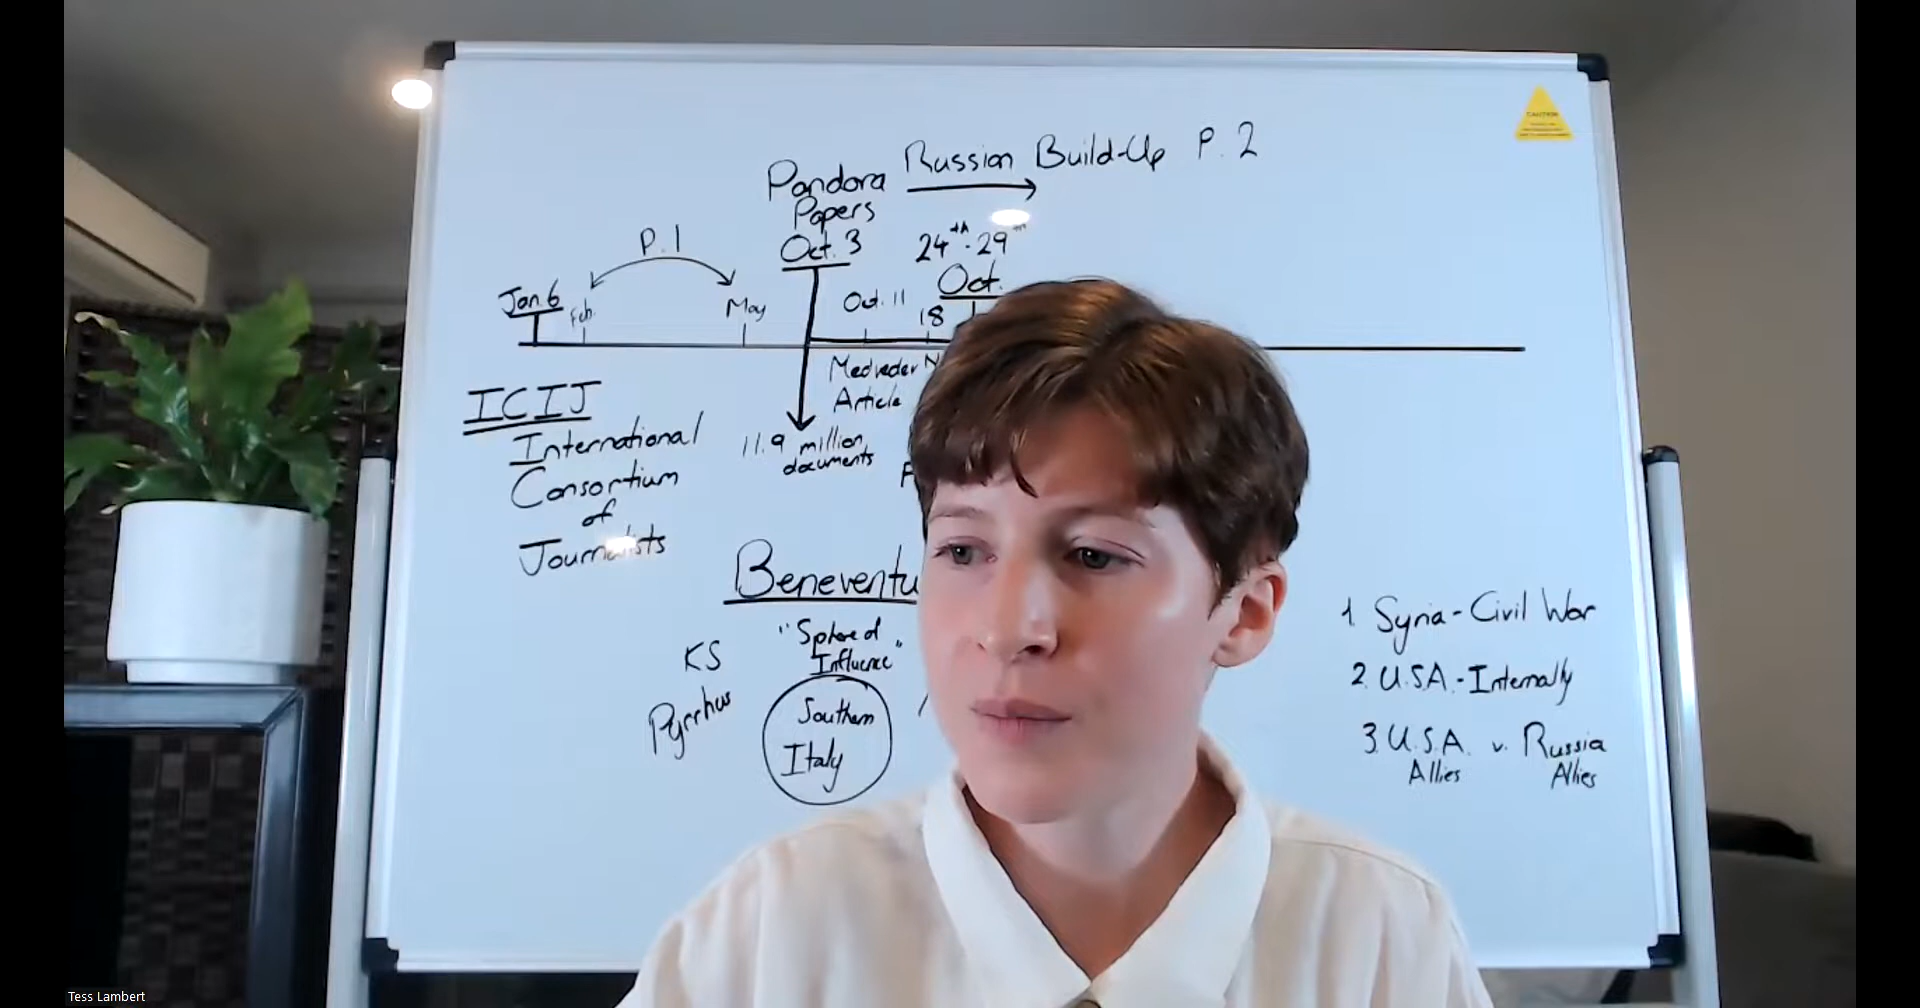 Pandora
Papers
Russian Build-Up P. 2
P. 1
Oct. 3
24th - 29th
Oct.
Jan. 6
Feb.
May
Oct. 11
18
Medvedev N
Article
11.9 million
documents
F
ICIJ
International
Consortium
of
Journalists
Beneventu
KS
Pyrrhus
"Sphere of
Influence"
Southern
Italy
1. Syria - Civil War
2. U.S.A. - Internally
3. U.S.A. v. Russia
Allies Allies
CAUTION
Tess Lambert